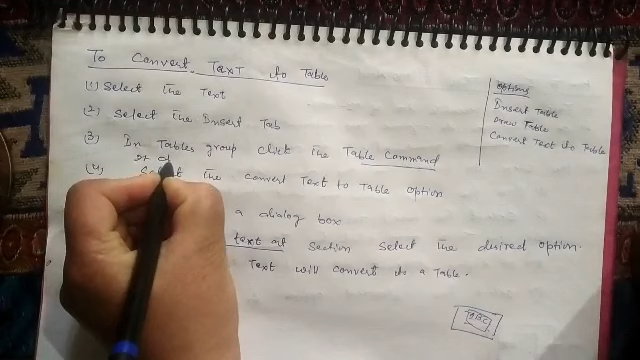 To Convert Text to Table
(1) Select the Text
(2) Select the Insert Tab
(3) In Tables group click the Table Command
(4) the convert Text to Table option
a dialog box
text at section select the desired option.
Text will convert to a Table.
options
Insert Table
Draw Table
Convert Text to Table
ABC